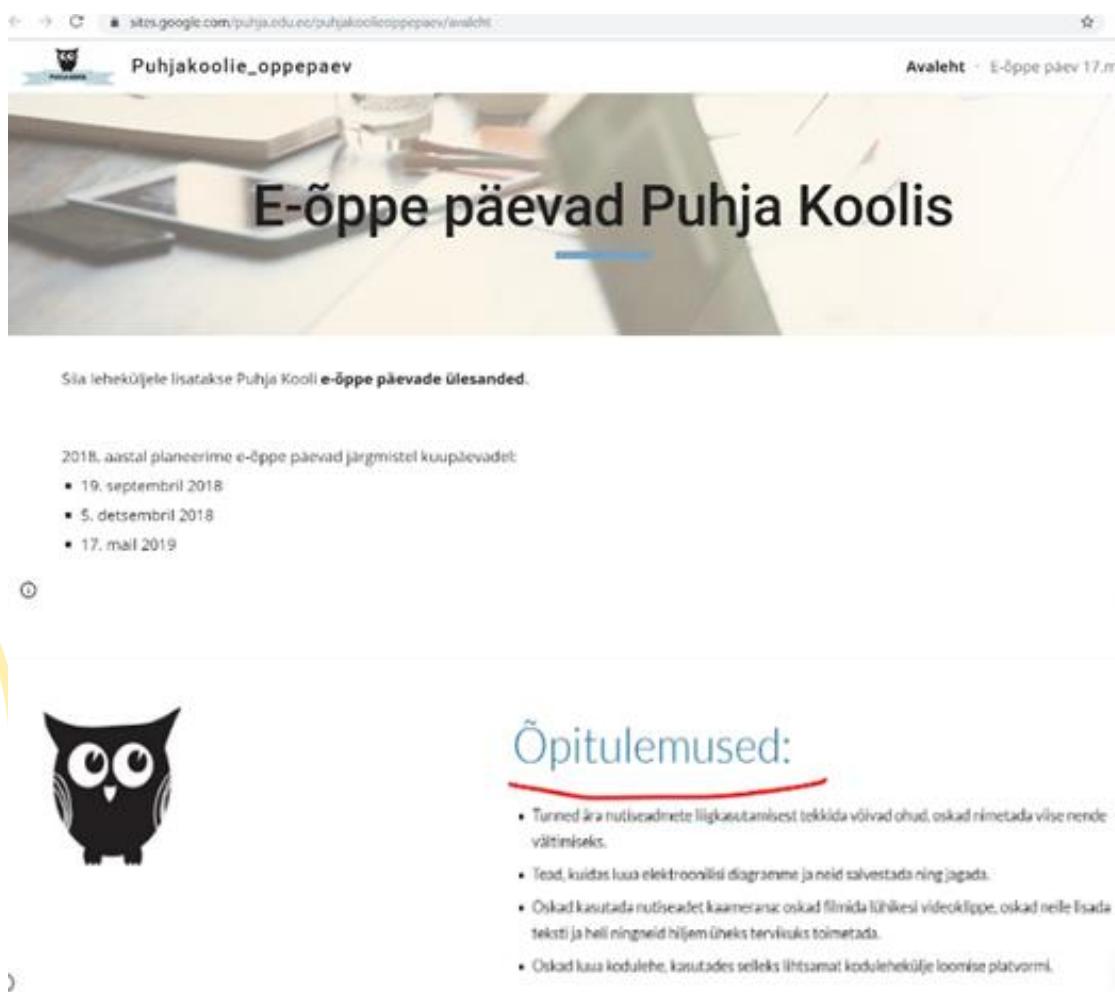 sites.google.com/puhja.edu.ee/puhjakoolieoppepaev/avaleht
Puhjakoolie_oppepaev
Avaleht
E-õppe päev 17.m
E-õppe päevad Puhja Koolis
Siia leheküljele lisatakse Puhja Kooli e-õppe päevade ülesanded.
2018. aastal planeerime e-õppe päevad järgmistel kuupäevadel:
19. septembril 2018
5. detsembril 2018
17. mail 2019
Õpitulemused:
Tunned ära nutiseadmete liigkasutamisest tekkida võivad ohud, oskad nimetada viise nende
vältimiseks.
Tead, kuidas luua elektroonilisi diagramme ja neid salvestada ning jagada.
Oskad kasutada nutiseadet kaamerana: oskad filmida lühikesi videoklippe, oskad neile lisada
teksti ja heli ningneid hiljem üheks tervikuks toimetada.
Oskad luua kodulehe, kasutades selleks lihtsamat kodulehekülje loomise platvormi.